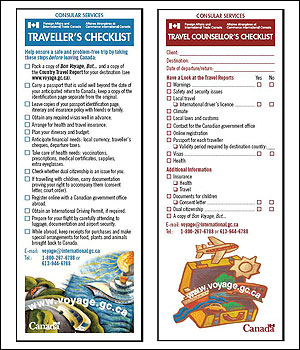 CONSULAR SERVICES
Foreign Affairs and International Trade Canada
Affaires étrangères et Commerce international Canada
TRAVELLER'S CHECKLIST
Help ensure a safe and problem-free trip by taking
these steps before leaving Canada:
Pack a copy of Bon Voyage, But... and a copy of
the Country Travel Report for your destination (see
www.voyage.gc.ca).
Carry a passport that is valid well beyond the date of
your anticipated return to Canada; keep a copy of the
identification page separate from the original.
Leave copies of your passport identification page,
itinerary and insurance policy with friends or family.
Obtain any required visas well in advance.
Arrange for health and travel insurance.
Plan your itinerary and budget.
Anticipate financial needs: local currency, traveller's
cheques, departure taxes.
Take care of health needs: vaccinations,
prescriptions, medical certificates, supplies,
extra eyeglasses.
Check whether dual citizenship is an issue for you.
If travelling with children, carry documentation
proving your right to accompany them (consent
letter, court order).
Register online with a Canadian government office
abroad.
Obtain an International Driving Permit, if required.
Prepare for your flight by carefully attending to
luggage, documentation and airport security.
While abroad, keep receipts for purchases and make
special arrangements for food, plants and animals
brought back to Canada.
E-mail: voyage@international.gc.ca
Tel: 1-800-267-6788 or
613-944-6788
www.voyage.gc.ca
Canada
CONSULAR SERVICES
Foreign Affairs and International Trade Canada
Affaires étrangères et Commerce international Canada
TRAVEL COUNSELLOR'S CHECKLIST
Client:
Destination:
Date of departure/return:
Have a Look at the Travel Reports Yes No
Warnings
Safety and security issues
Local travel
International driver's licence
Climate
Local laws and customs
Contact for the Canadian government office
Online registration
Passport for each traveller
Validity period required by destination country
Visas
Health
Additional Information
Insurance
Health
Travel
Documents for children
Consent letter
Dual citizenship
A copy of Bon Voyage, But...
E-mail: voyage@international.gc.ca
Tel: 1-800-267-6788 or 613-944-6788
www.voyage.gc.ca
Canada